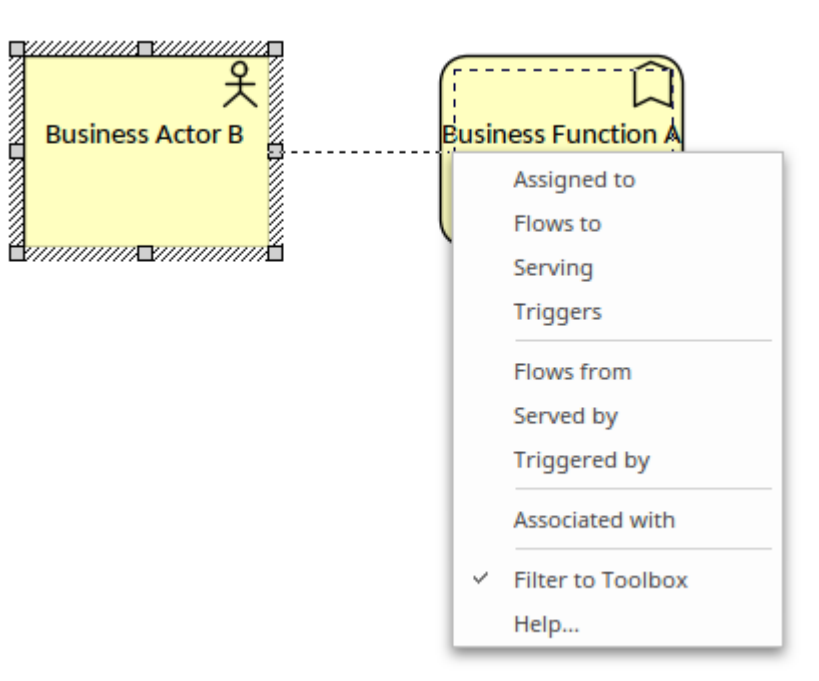 Business Actor B
Business Function A
Assigned to
Flows to
Serving
Triggers
Flows from
Served by
Triggered by
Associated with
Filter to Toolbox
Help...